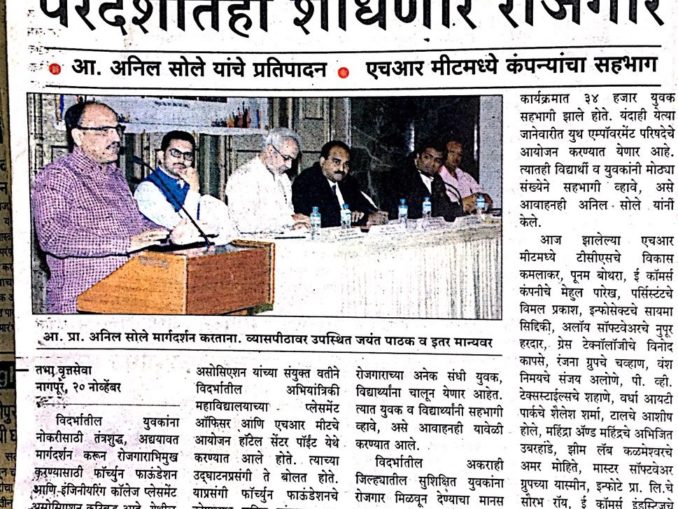 परदेशातही शोधणार रोजगार
आ. अनिल सोले यांचे प्रतिपादन
एचआर मीटमध्ये कंपन्यांचा सहभाग
आ. प्रा. अनिल सोले मार्गदर्शन करताना. व्यासपीठावर उपस्थित जयंत पाठक व इतर मान्यवर
तभा वृत्तसेवा
नागपूर, २० नोव्हेंबर
विदर्भातील युवकांना
नोकरीसाठी तंत्रशुद्ध, अद्ययावत
मार्गदर्शन करून रोजगाराभिमुख
करण्यासाठी फॉर्च्युन फाऊंडेशन
आणि इंजिनीयरिंग कॉलेज प्लेसमेंट
असोसिएशन कटिबद्ध आहे.
असोसिएशन यांच्या संयुक्त वतीने
विदर्भातील अभियांत्रिकी
महाविद्यालयाच्या प्लेसमेंट
ऑफिसर आणि एचआर मीटचे
आयोजन हॉटेल सेंटर पॉईंट येथे
करण्यात आले होते. त्याच्या
उद्घाटनप्रसंगी ते बोलत होते.
याप्रसंगी फॉर्च्युन फाऊंडेशनचे
रोजगाराच्या अनेक संधी युवक,
विद्यार्थ्यांना चालून येणार आहेत.
त्यात युवक व विद्यार्थ्यांनी सहभागी
व्हावे, असे आवाहनही यावेळी
करण्यात आले.
विदर्भातील अकराही
जिल्ह्यातील सुशिक्षित युवकांना
रोजगार मिळवून देण्याचा मानस
कार्यक्रमात ३४ हजार युवक
सहभागी झाले होते. यंदाही येत्या
जानेवारीत युथ एम्पॉवरमेंट परिषदेचे
आयोजन करण्यात येणार आहे.
त्यातही विद्यार्थी व युवकांनी मोठ्या
संख्येने सहभागी व्हावे, असे
आवाहनही अनिल सोले यांनी
केले.
आज झालेल्या एचआर
मीटमध्ये टीसीएसचे विकास
कमलाकर, पूनम बोथरा, ई कॉमर्स
कंपनीचे मेहुल पारेख, पर्सिस्टंटचे
विमल प्रकाश, इन्फोसेक्टचे सायमा
सिद्दिकी, अलॉव सॉफ्टवेअरचे नुपूर
हरदार, ग्रेस टेक्नॉलॉजीचे विनोद
कापसे, रंजना ग्रुपचे चव्हाण, वंश
निमयचे संजय अलोणे, पी. व्ही.
टेक्सस्टाईल्सचे शहाणे, वर्धा आयटी
पार्कचे शैलेश शर्मा, टालचे आशीष
होले, महिंद्रा अँण्ड महिंद्रचे अभिजित
उबरहांडे, झीम लॅब कळमेश्वरचे
अमर मोहिते, मास्टर सॉफ्टवेअर
ग्रुपच्या यास्मीन, इन्फोटे प्रा. लि.चे
सौरभ रॉय, ई कॉमर्स इंडस्ट्रिजचे